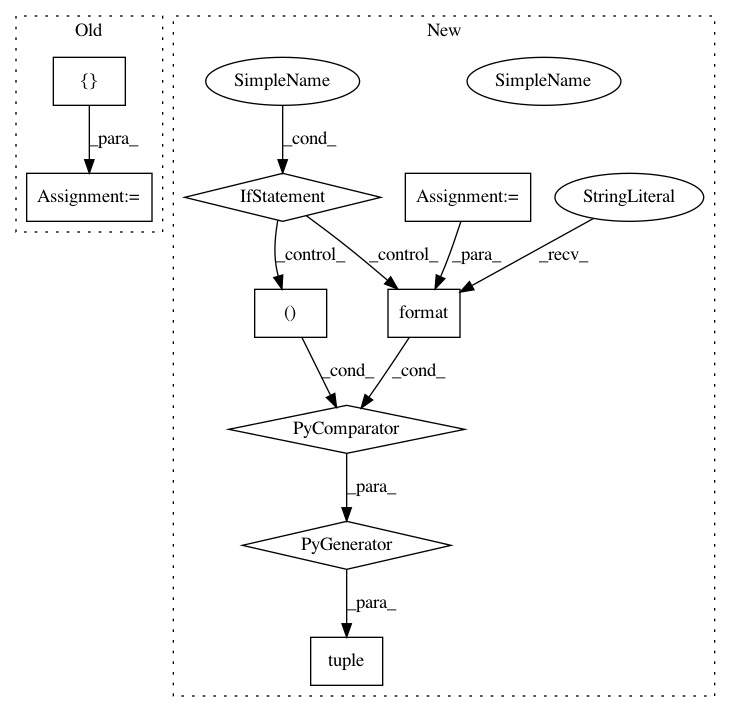 Old
New
{}
SimpleName
SimpleName
_para_
_cond_
Assignment:=
IfStatement
Assignment:=
StringLiteral
_control_
_control_
_para_
_recv_
()
format
_cond_
_cond_
PyComparator
_para_
PyGenerator
_para_
tuple